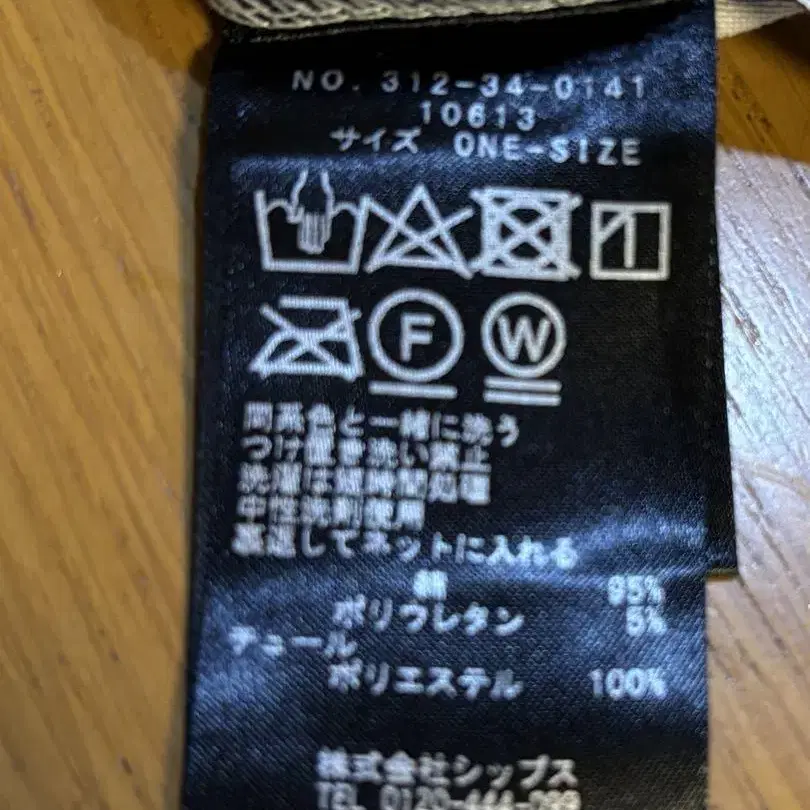 NO. 312-34-0141
10613
サイズ ONE-SIZE
F W
同系色と一緒に洗う
つけ置き洗い禁止
洗濯は短時間処理
中性洗剤使用
裏返してネットに入れる
綿 95%
ポリウレタン 5%
チュール
ポリエステル 100%
株式会社シップス
TEL 0120-444-099